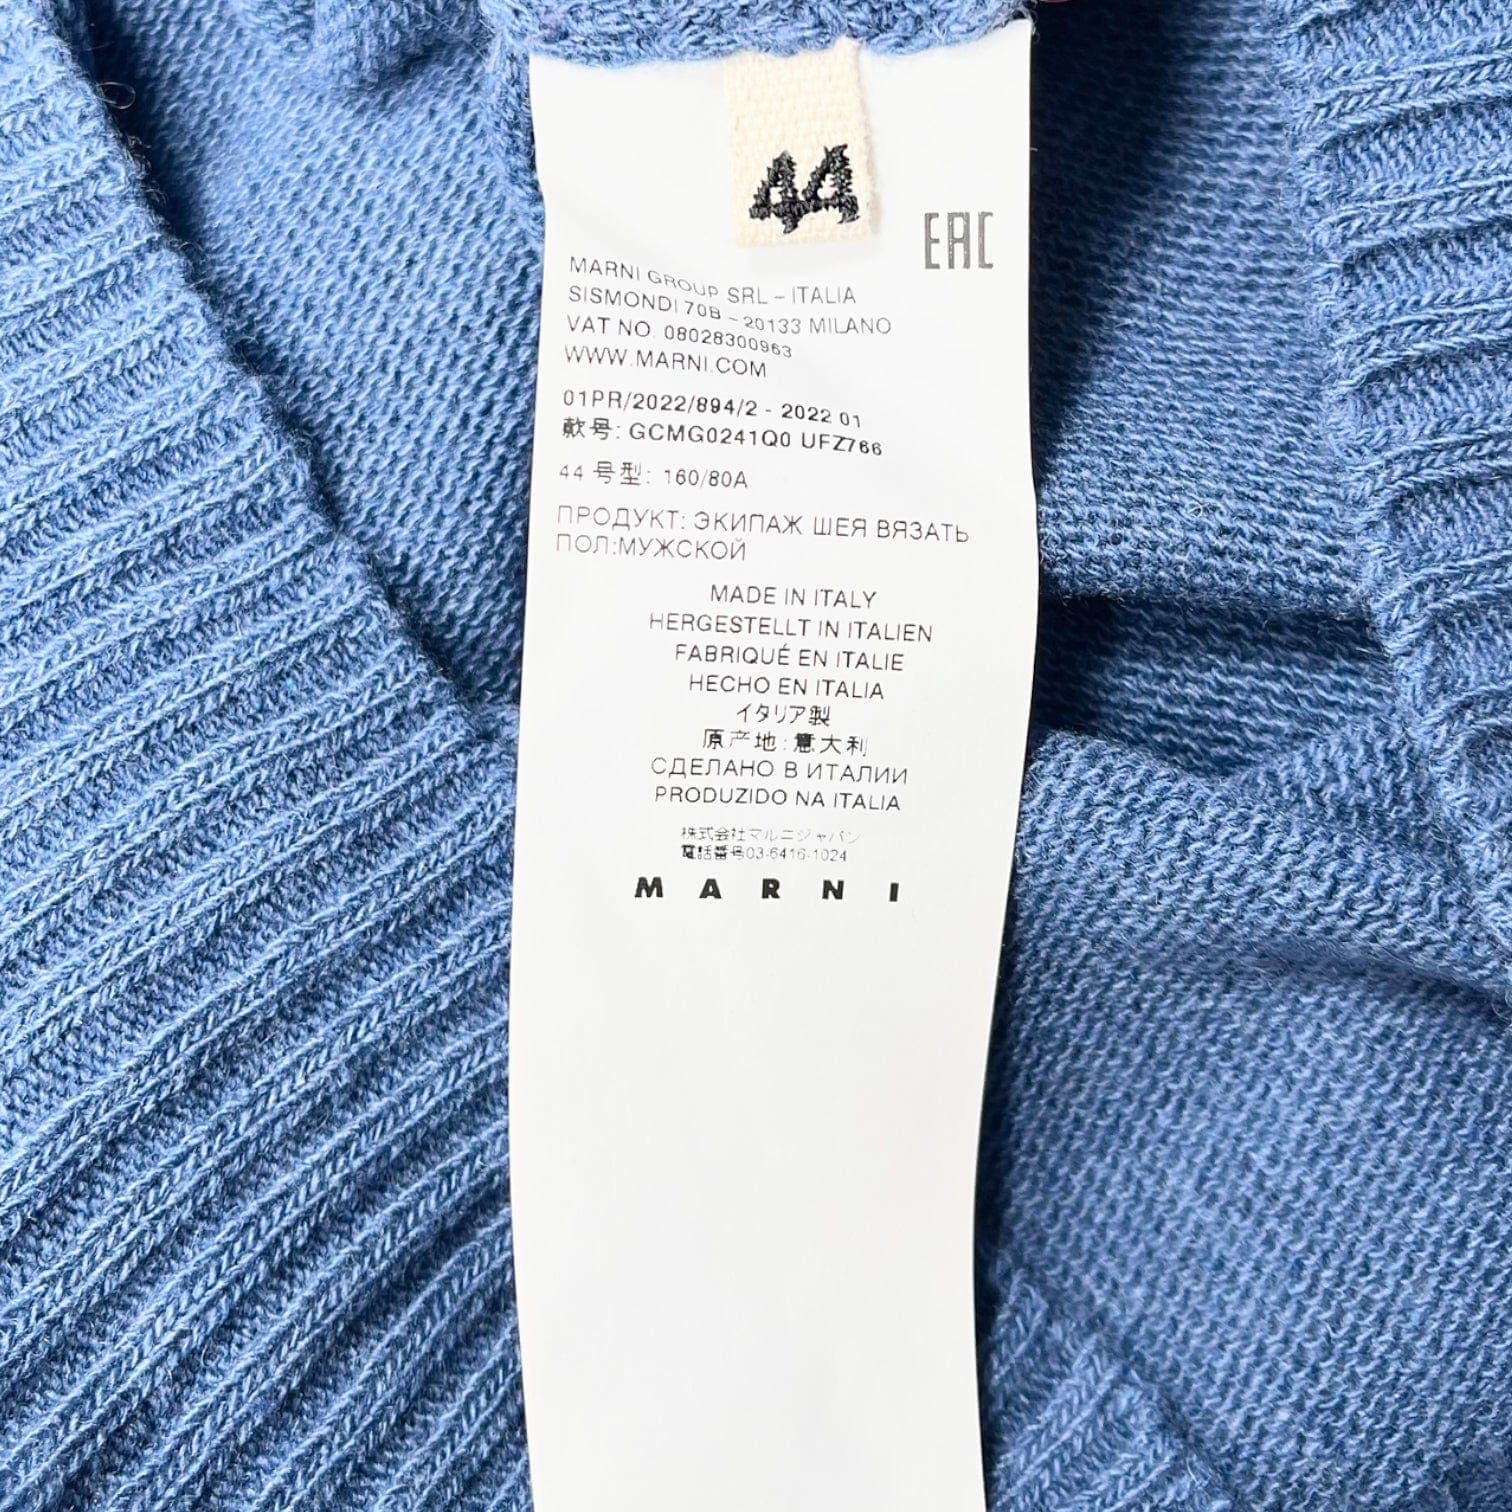 44
EAC
MARNI GROUP SRL – ITALIA
SISMONDI 70B – 20133 MILANO
VAT NO. 08028300963
WWW.MARNI.COM
01PR/2022/894/2 - 2022 01
款号: GCMG0241Q0 UFZ766
44 号型: 160/80A
ПРОДУКТ: ЭКИПАЖ ШЕЯ ВЯЗАТЬ
ПОЛ:МУЖСКОЙ
MADE IN ITALY
HERGESTELLT IN ITALIEN
FABRIQUÉ EN ITALIE
HECHO EN ITALIA
イタリア製
原产地:意大利
СДЕЛАНО В ИТАЛИИ
PRODUZIDO NA ITALIA
株式会社マルニジャパン
電話番号03-6416-1024
MARNI